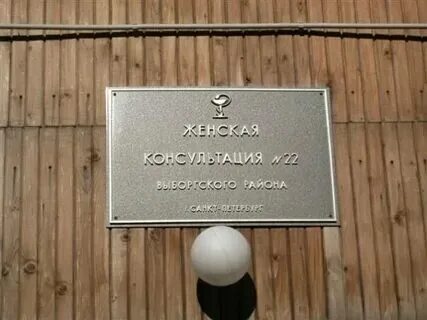 ЖЕНСКАЯ
КОНСУЛЬТАЦИЯ №22
ВЫБОРГСКОГО РАЙОНА
Г.САНКТ-ПЕТЕРБУРГ